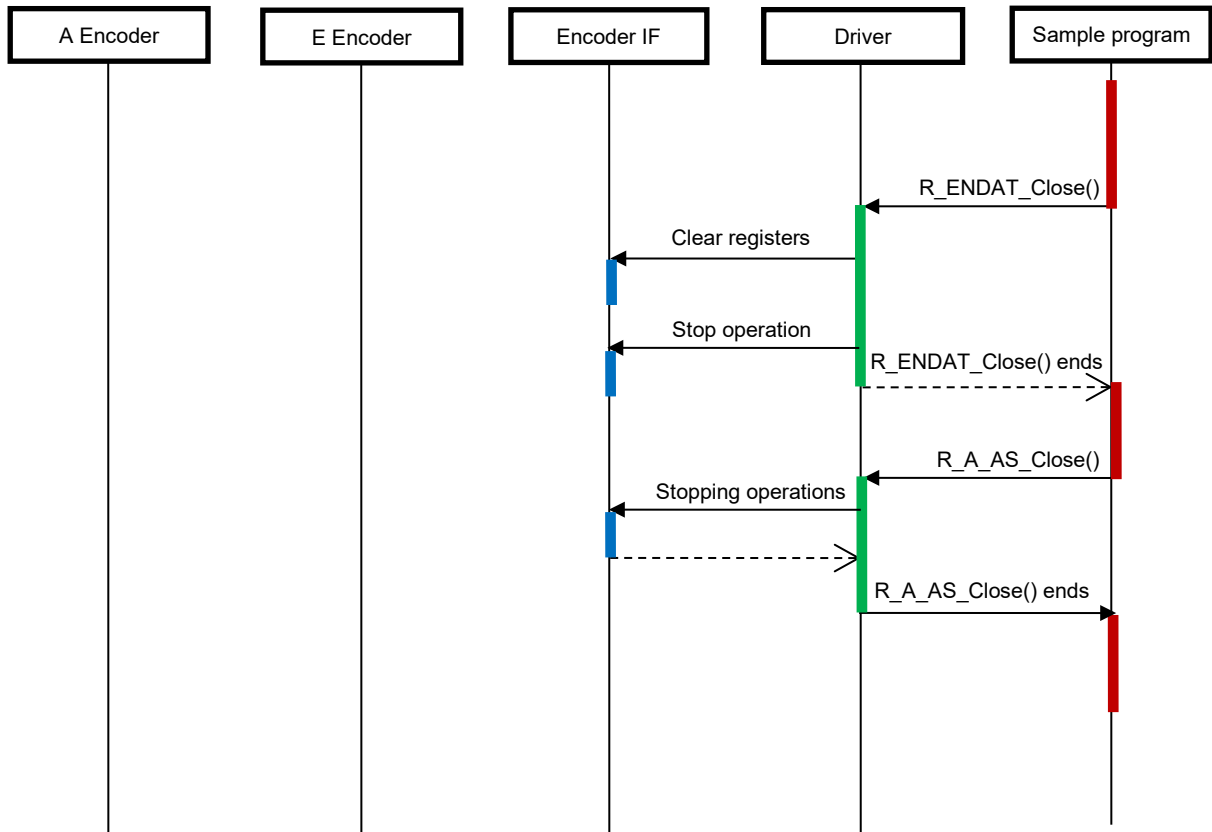 A Encoder
E Encoder
Encoder IF
Driver
Sample program
R_ENDAT_Close()
Clear registers
Stop operation
R_ENDAT_Close() ends
R_A_AS_Close()
Stopping operations
R_A_AS_Close() ends